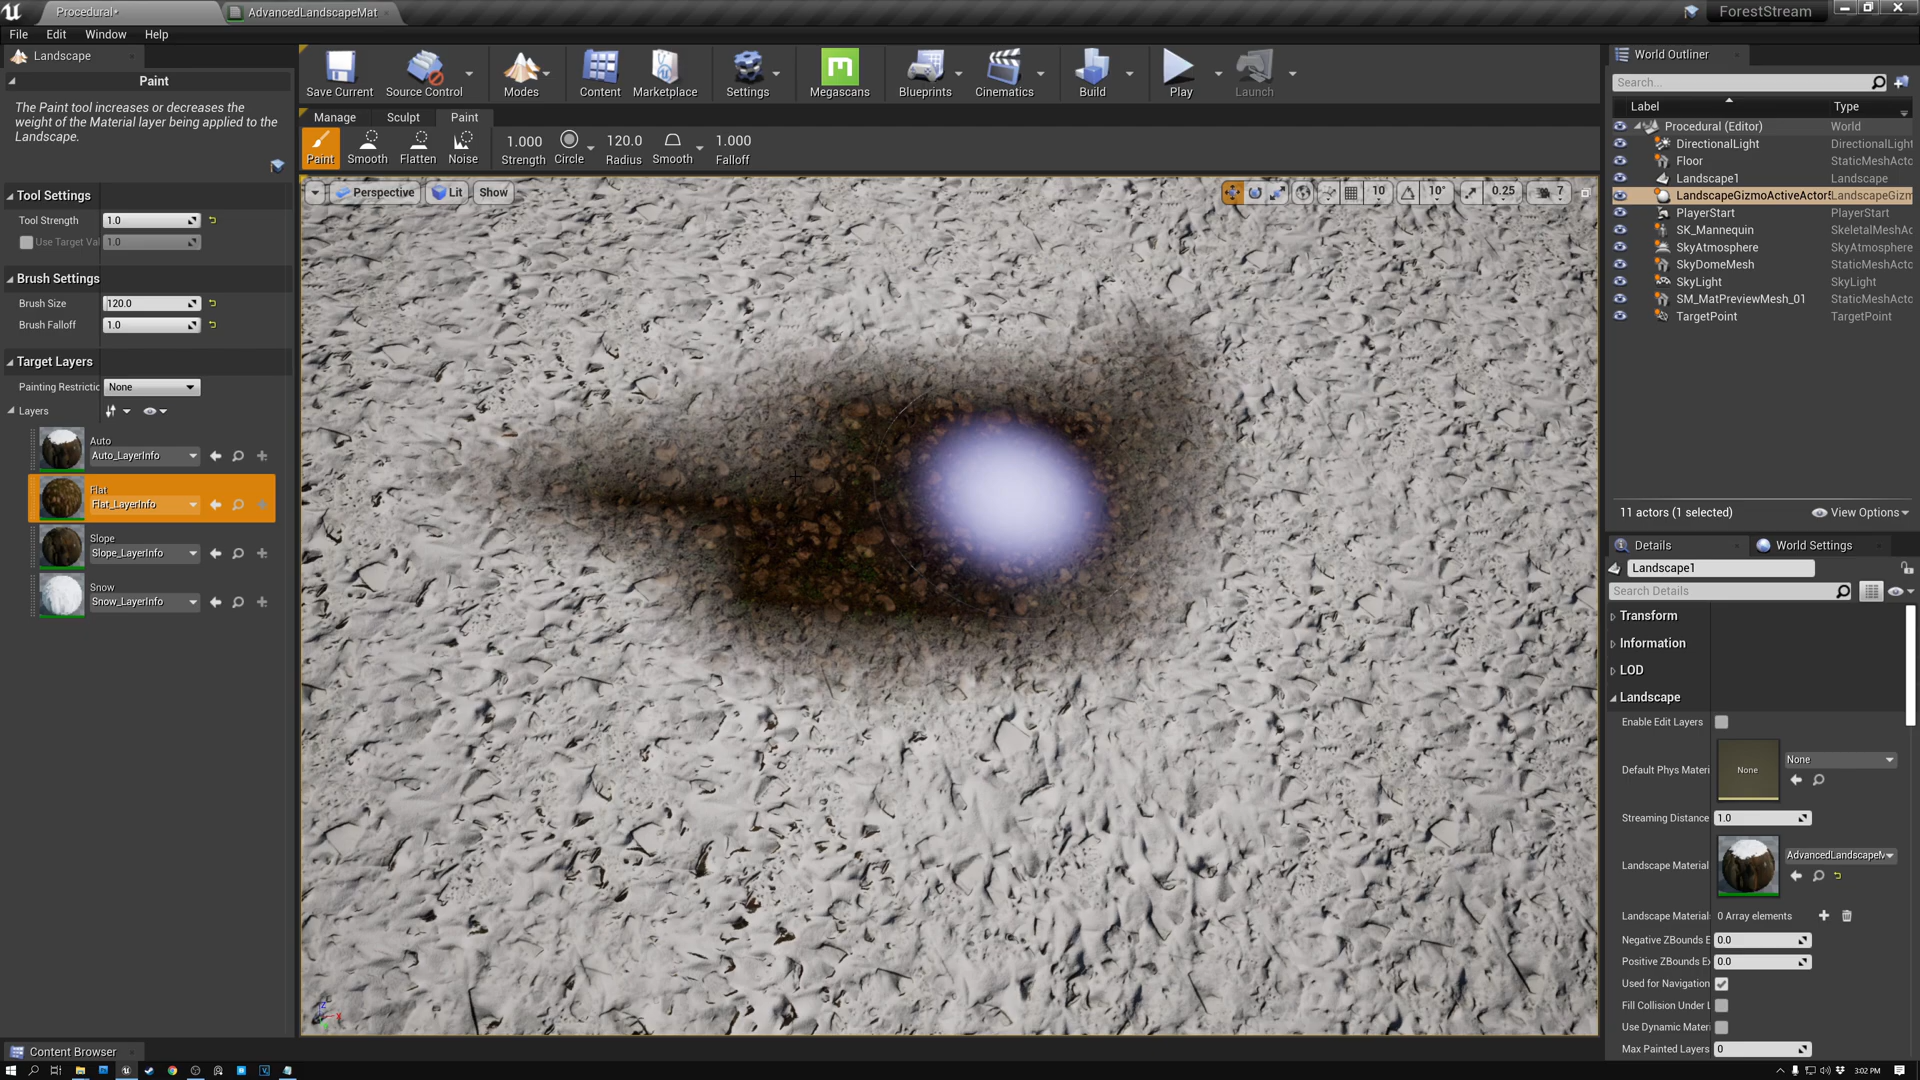 Procedural*
AdvancedLandscapeMat
ForestStream
File
Edit
Window
Help
Landscape
Paint
The Paint tool increases or decreases the
weight of the Material layer being applied to the
Landscape.
Tool Settings
Tool Strength
1.0
Use Target Val
1.0
Brush Settings
Brush Size
120.0
Brush Falloff
1.0
Target Layers
Painting Restrictic
None
Layers
Auto
Auto_LayerInfo
Flat
Flat_LayerInfo
Slope
Slope_LayerInfo
Snow
Snow_LayerInfo
Save Current
Source Control
Modes
Content
Marketplace
Settings
Megascans
Blueprints
Cinematics
Build
Play
Launch
Manage
Sculpt
Paint
Paint
Smooth
Flatten
Noise
1.000
Strength
Circle
120.0
Radius
Smooth
1.000
Falloff
Perspective
Lit
Show
10
10°
0.25
7
World Outliner
Search...
Label
Type
Procedural (Editor)
World
DirectionalLight
DirectionalLight
Floor
StaticMeshActo
Landscape1
Landscape
LandscapeGizmoActiveActor
LandscapeGizm
PlayerStart
PlayerStart
SK_Mannequin
SkeletalMeshAc
SkyAtmosphere
SkyAtmosphere
SkyDomeMesh
StaticMeshActo
SkyLight
SkyLight
SM_MatPreviewMesh_01
StaticMeshActo
TargetPoint
TargetPoint
11 actors (1 selected)
View Options
Details
World Settings
Landscape1
Search Details
Transform
Information
LOD
Landscape
Enable Edit Layers
Default Phys Materi
None
None
Streaming Distance
1.0
Landscape Material
AdvancedLandscapeM
Landscape Material
0 Array elements
Negative ZBounds E
0.0
Positive ZBounds Ex
0.0
Used for Navigation
Fill Collision Under L
Use Dynamic Mater
Max Painted Layers
0
Content Browser
3:02 PM